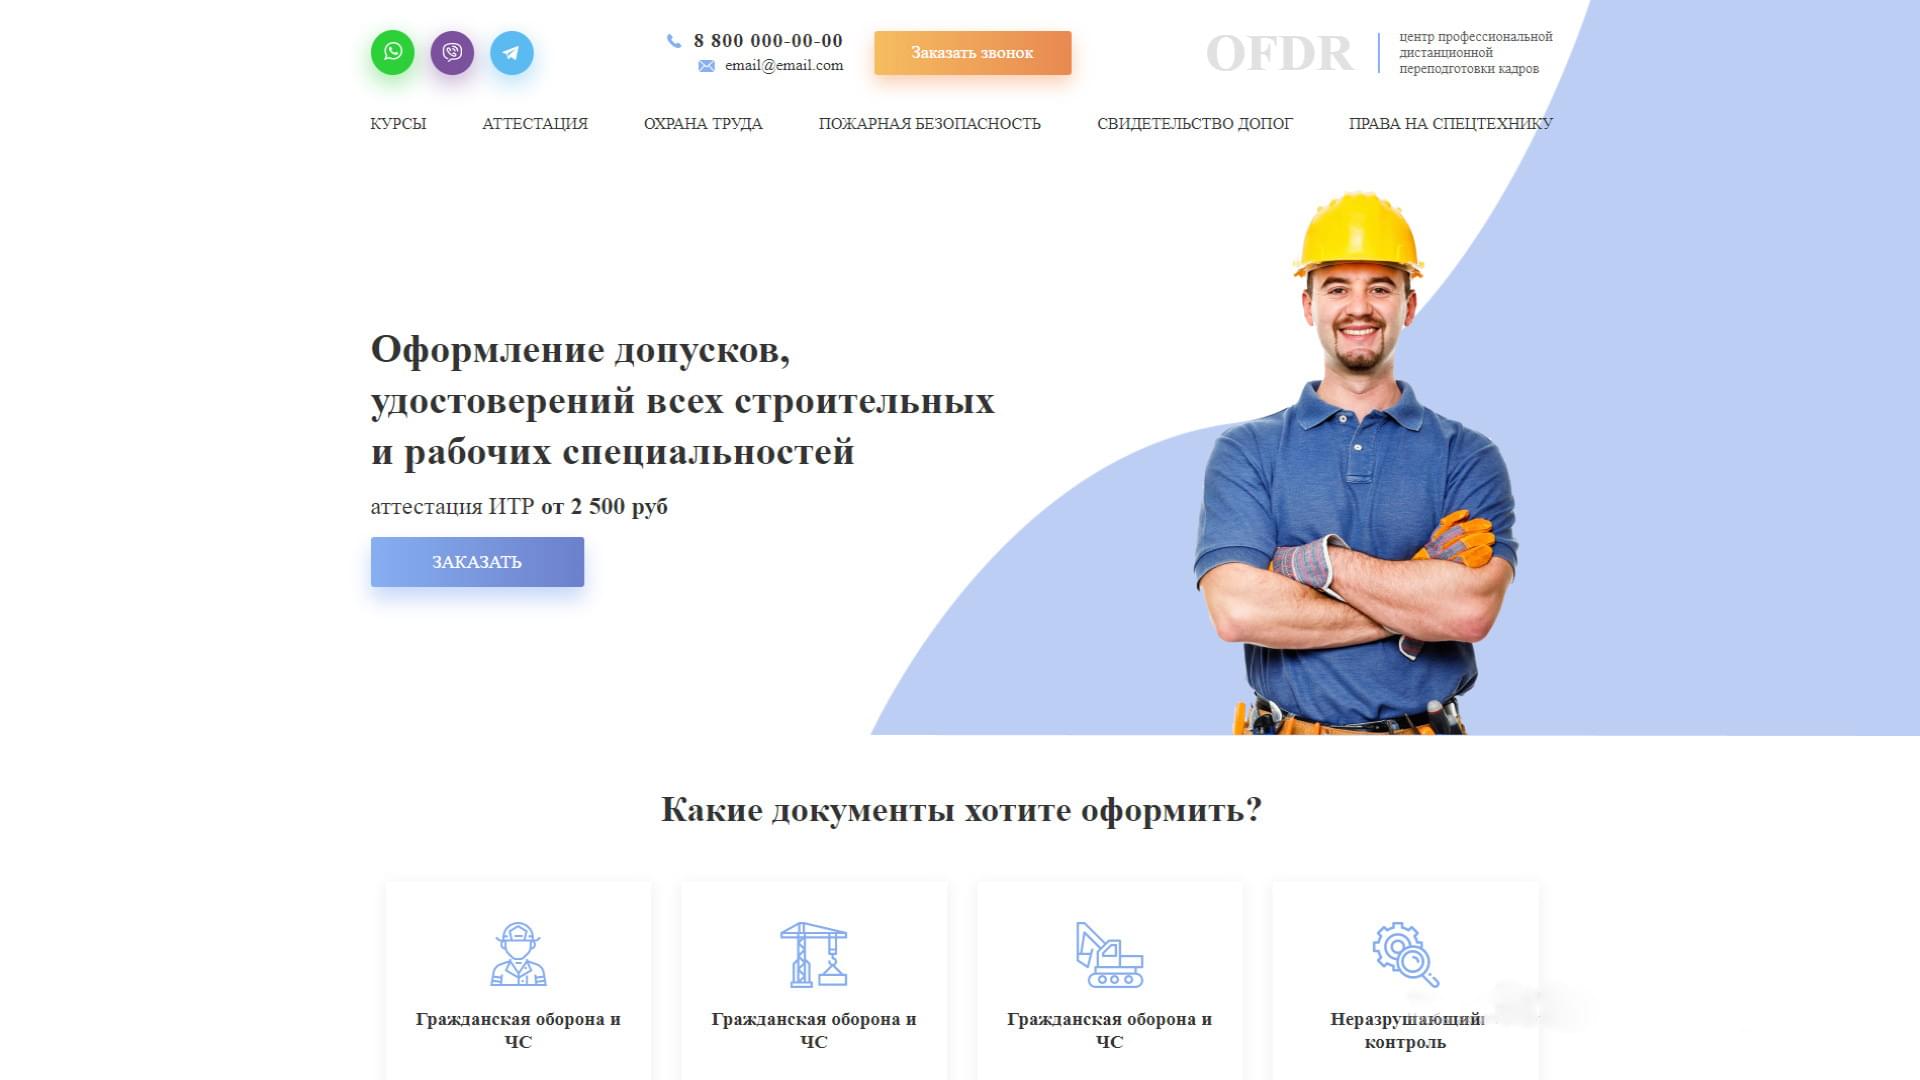 8 800 000-00-00
email@email.com
Заказать звонок
OFDR
центр профессиональной
дистанционной
переподготовки кадров
КУРСЫ
АТТЕСТАЦИЯ
ОХРАНА ТРУДА
ПОЖАРНАЯ БЕЗОПАСНОСТЬ
СВИДЕТЕЛЬСТВО ДОПОГ
ПРАВА НА СПЕЦТЕХНИКУ
Оформление допусков,
удостоверений всех строительных
и рабочих специальностей
аттестация ИТР от 2 500 руб
ЗАКАЗАТЬ
Какие документы хотите оформить?
Гражданская оборона и
ЧС
Гражданская оборона и
ЧС
Гражданская оборона и
ЧС
Неразрушающий
контроль